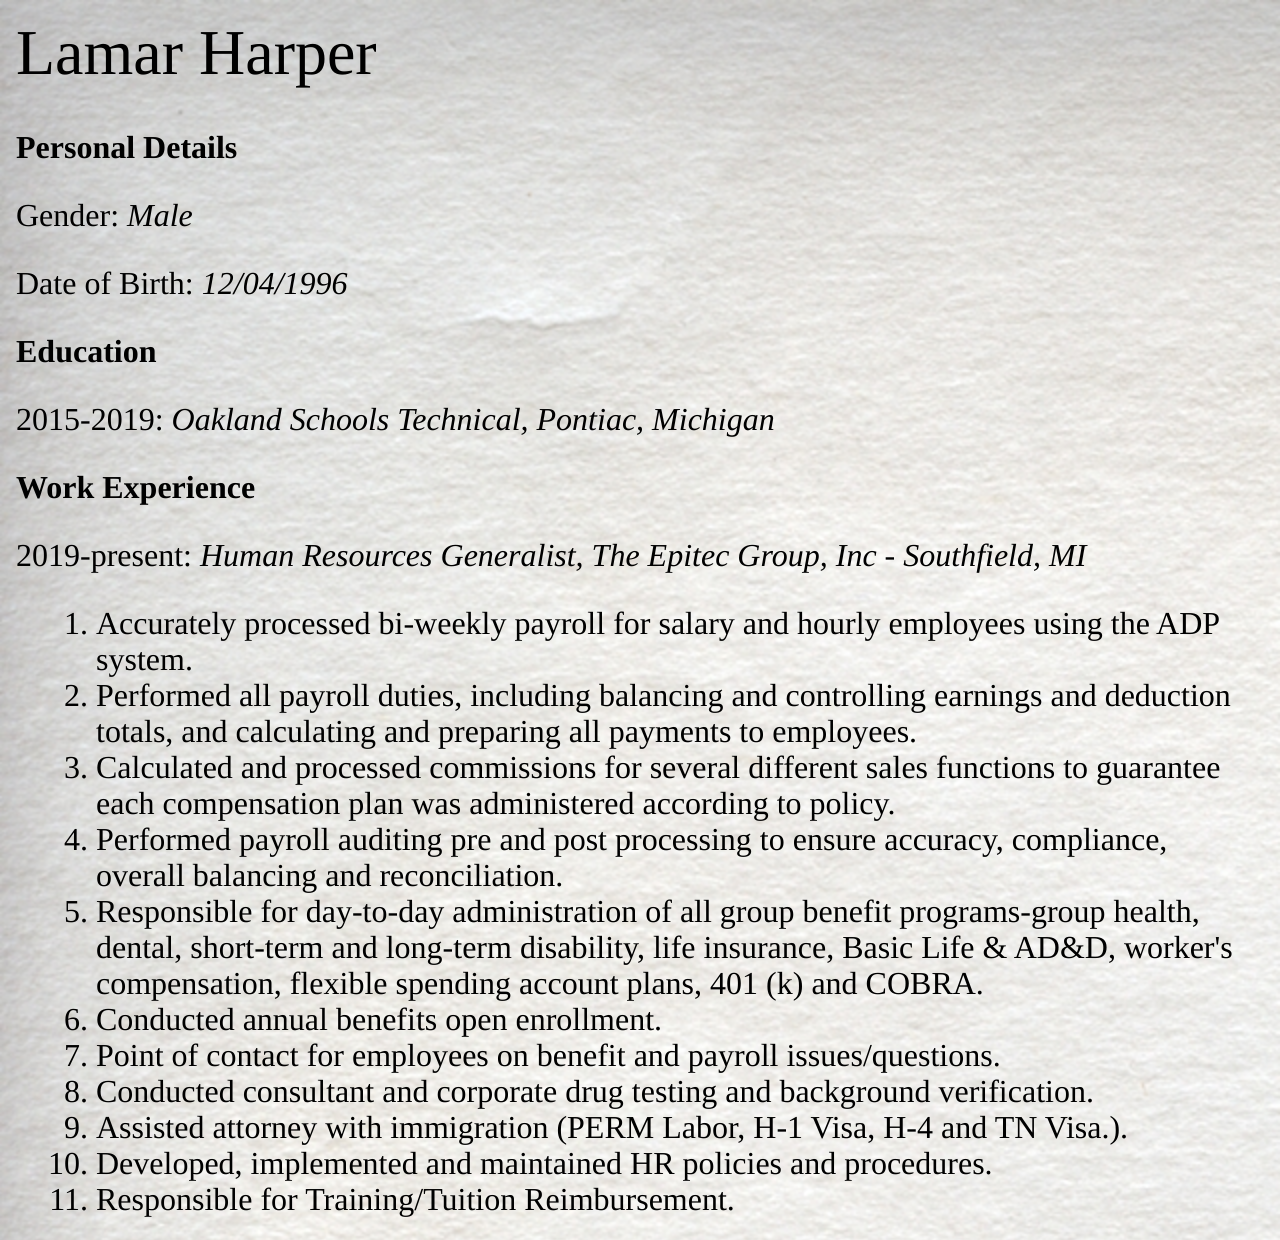 Lamar Harper
Personal Details
Gender: Male
Date of Birth: 12/04/1996
Education
2015-2019: Oakland Schools Technical, Pontiac, Michigan
Work Experience
2019-present: Human Resources Generalist, The Epitec Group, Inc - Southfield, MI
1. Accurately processed bi-weekly payroll for salary and hourly employees using the ADP
system.
2. Performed all payroll duties, including balancing and controlling earnings and deduction
totals, and calculating and preparing all payments to employees.
3. Calculated and processed commissions for several different sales functions to guarantee
each compensation plan was administered according to policy.
4. Performed payroll auditing pre and post processing to ensure accuracy, compliance,
overall balancing and reconciliation.
5. Responsible for day-to-day administration of all group benefit programs-group health,
dental, short-term and long-term disability, life insurance, Basic Life & AD&D, worker's
compensation, flexible spending account plans, 401 (k) and COBRA.
6. Conducted annual benefits open enrollment.
7. Point of contact for employees on benefit and payroll issues/questions.
8. Conducted consultant and corporate drug testing and background verification.
9. Assisted attorney with immigration (PERM Labor, H-1 Visa, H-4 and TN Visa.).
10. Developed, implemented and maintained HR policies and procedures.
11. Responsible for Training/Tuition Reimbursement.